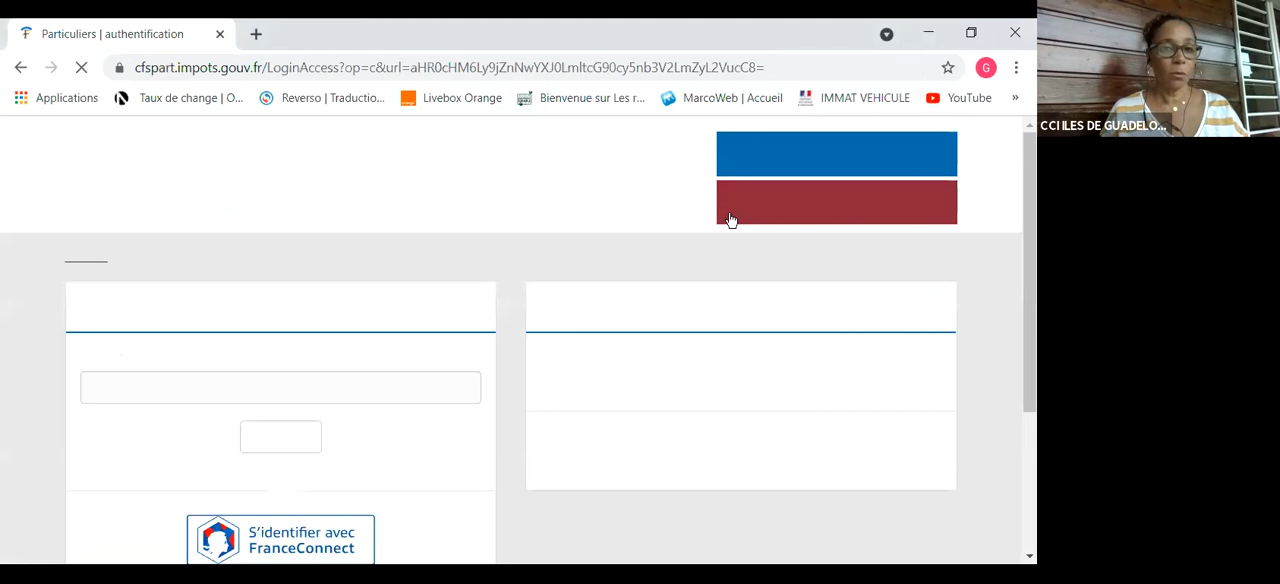 Particuliers | authentification
cfspart.impots.gouv.fr/LoginAccess?op=c&url=aHR0cHM6Ly9jZnNwYXJ0LmltcG90cy5nb3V2LmZyL2VucC8=
Applications
Taux de change | O...
Reverso | Traductio...
Livebox Orange
Bienvenue sur Les r...
MarcoWeb | Accueil
IMMAT VEHICULE
YouTube
»
G
CCI ILES DE GUADELO...
S'identifier avec
FranceConnect